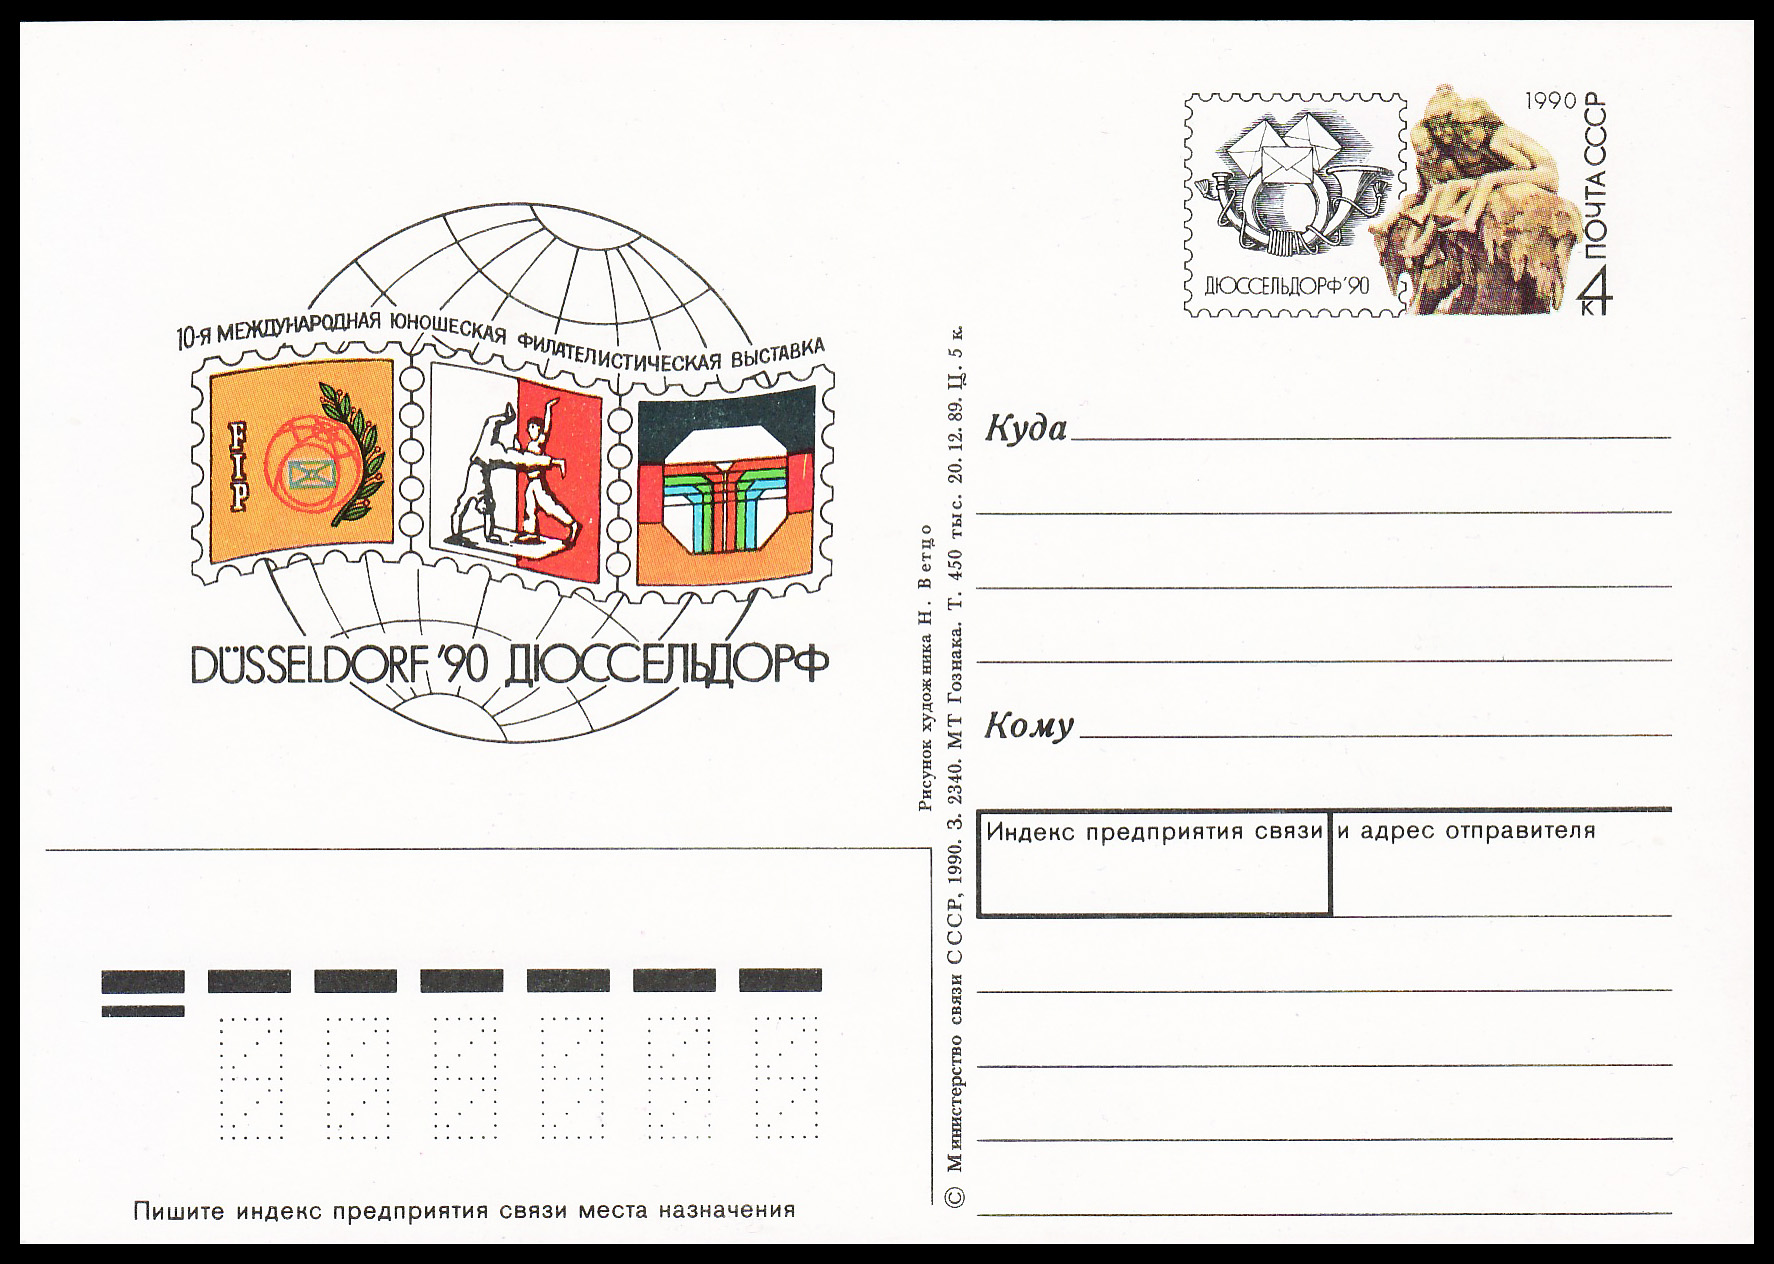 1990
ПОЧТА СССР
4
К
ДЮССЕЛЬДОРФ'90
10-Я МЕЖДУНАРОДНАЯ ЮНОШЕСКАЯ ФИЛАТЕЛИСТИЧЕСКАЯ ВЫСТАВКА
FIP
DÜSSELDORF '90 ДЮССЕЛЬДОРФ
Рисунок художника Н. Ветцо
© Министерство связи СССР, 1990. З. 2340. МТ Гознака. Т. 450 тыс. 20. 12. 89. Ц. 5 к.
Куда
Кому
Индекс предприятия связи и адрес отправителя
Пишите индекс предприятия связи места назначения